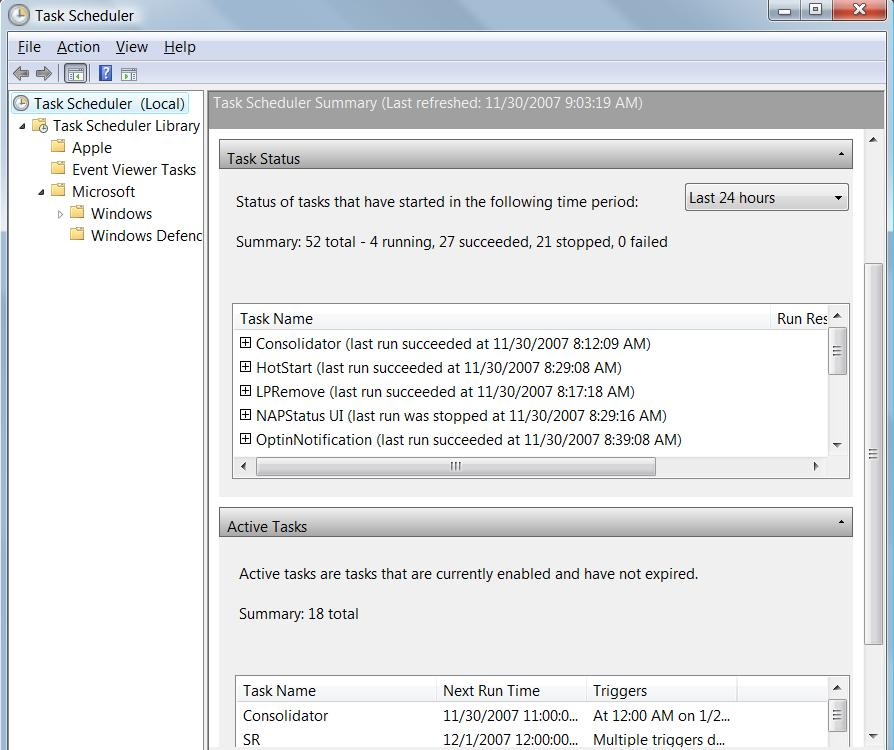 Task Scheduler
File Action View Help
Task Scheduler (Local)
Task Scheduler Library
Apple
Event Viewer Tasks
Microsoft
Windows
Windows Defenc
Task Scheduler Summary (Last refreshed: 11/30/2007 9:03:19 AM)
Task Status
Status of tasks that have started in the following time period:
Last 24 hours
Summary: 52 total - 4 running, 27 succeeded, 21 stopped, 0 failed
Task Name Run Res
Consolidator (last run succeeded at 11/30/2007 8:12:09 AM)
HotStart (last run succeeded at 11/30/2007 8:29:08 AM)
LPRemove (last run succeeded at 11/30/2007 8:17:18 AM)
NAPStatus UI (last run was stopped at 11/30/2007 8:29:16 AM)
OptinNotification (last run succeeded at 11/30/2007 8:39:08 AM)
Active Tasks
Active tasks are tasks that are currently enabled and have not expired.
Summary: 18 total
Task Name Next Run Time Triggers
Consolidator 11/30/2007 11:00:0... At 12:00 AM on 1/2...
SR 12/1/2007 12:00:00... Multiple triggers d...